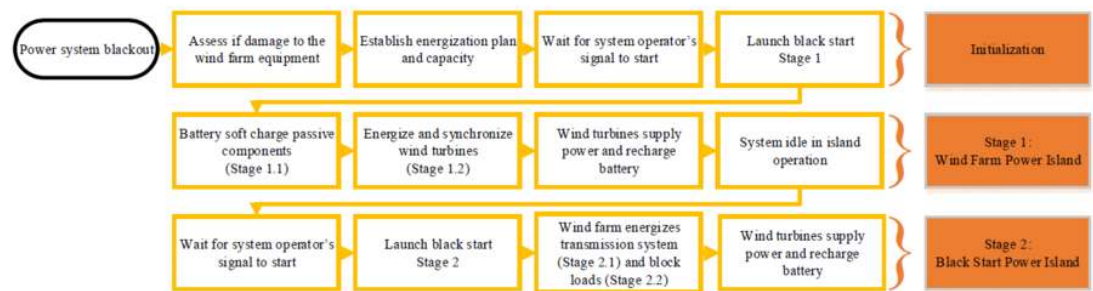 Power system blackout
Assess if damage to the
wind farm equipment
Establish energization plan
and capacity
Wait for system operator's
signal to start
Launch black start
Stage 1
Initialization
Battery soft charge passive
components
(Stage 1.1)
Energize and synchronize
wind turbines
(Stage 1.2)
Wind turbines supply
power and recharge
battery
System idle in island
operation
Stage 1:
Wind Farm Power Island
Wait for system operator's
signal to start
Launch black start
Stage 2
Wind farm energizes
transmission system
(Stage 2.1) and block
loads (Stage 2.2)
Wind turbines supply
power and recharge
battery
Stage 2:
Black Start Power Island